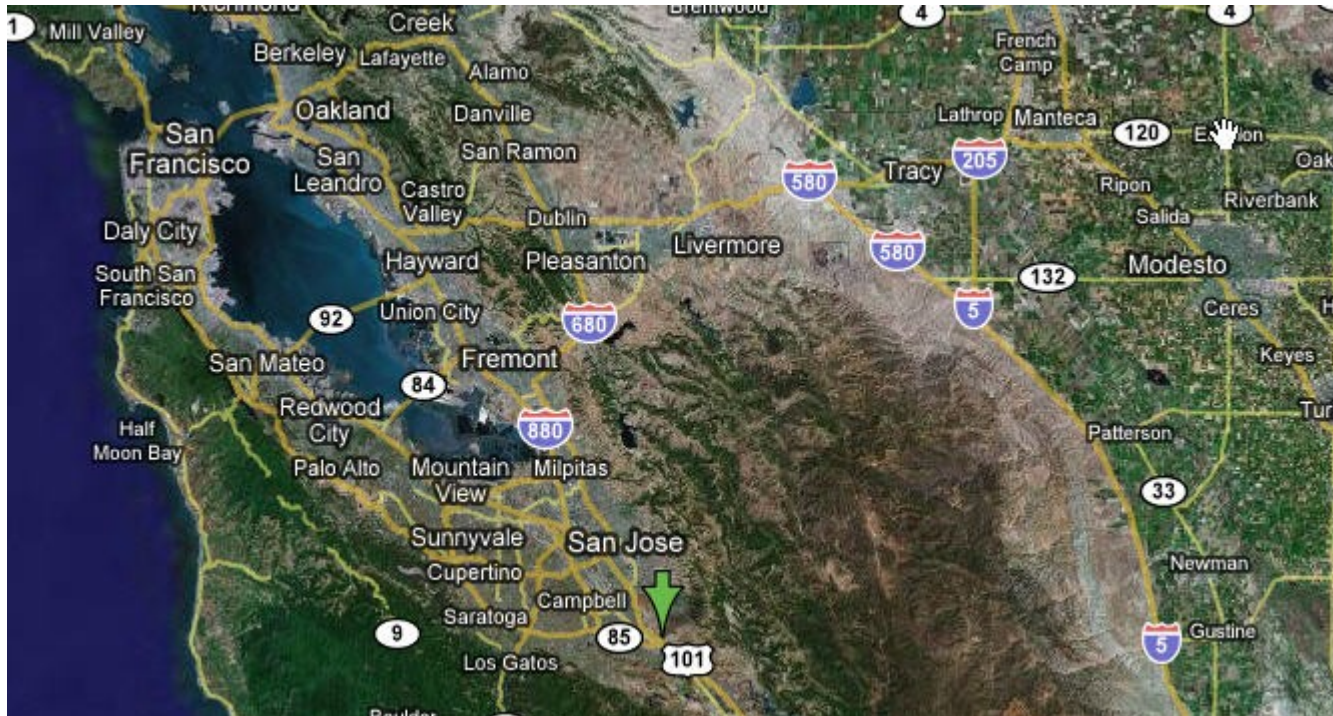 1
Mill Valley
Richmond
Creek
Brentwood
4
4
Berkeley
Lafayette
Alamo
French
Camp
Oakland
Danville
Lathrop
Manteca
120
San
Francisco
San
Leandro
San Ramon
580
Tracy
205
Castro
Valley
Dublin
Ripon
Riverbank
Salida
Daly City
Hayward
Pleasanton
Livermore
580
Modesto
South San
Francisco
132
92
Union City
680
5
Ceres
San Mateo
Fremont
Keyes
84
Redwood
City
880
Half
Moon Bay
Patterson
Palo Alto
Mountain
View
Milpitas
33
Sunnyvale
San Jose
Cupertino
Newman
Saratoga
Campbell
9
85
101
5
Gustine
Los Gatos